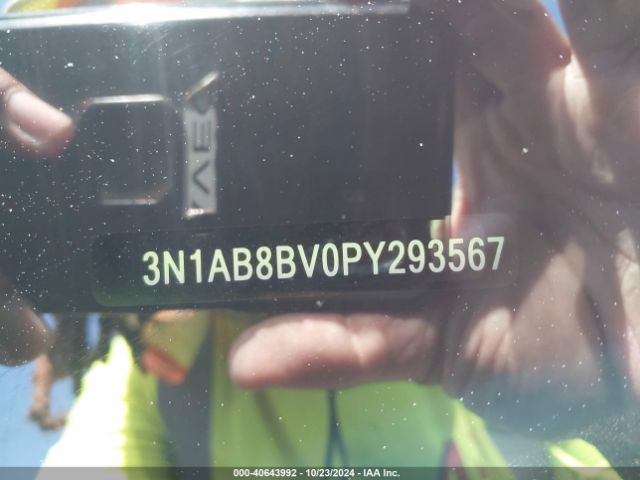 3N1AB8BV0PY293567
000-40643992 - 10/23/2024 - IAA Inc.